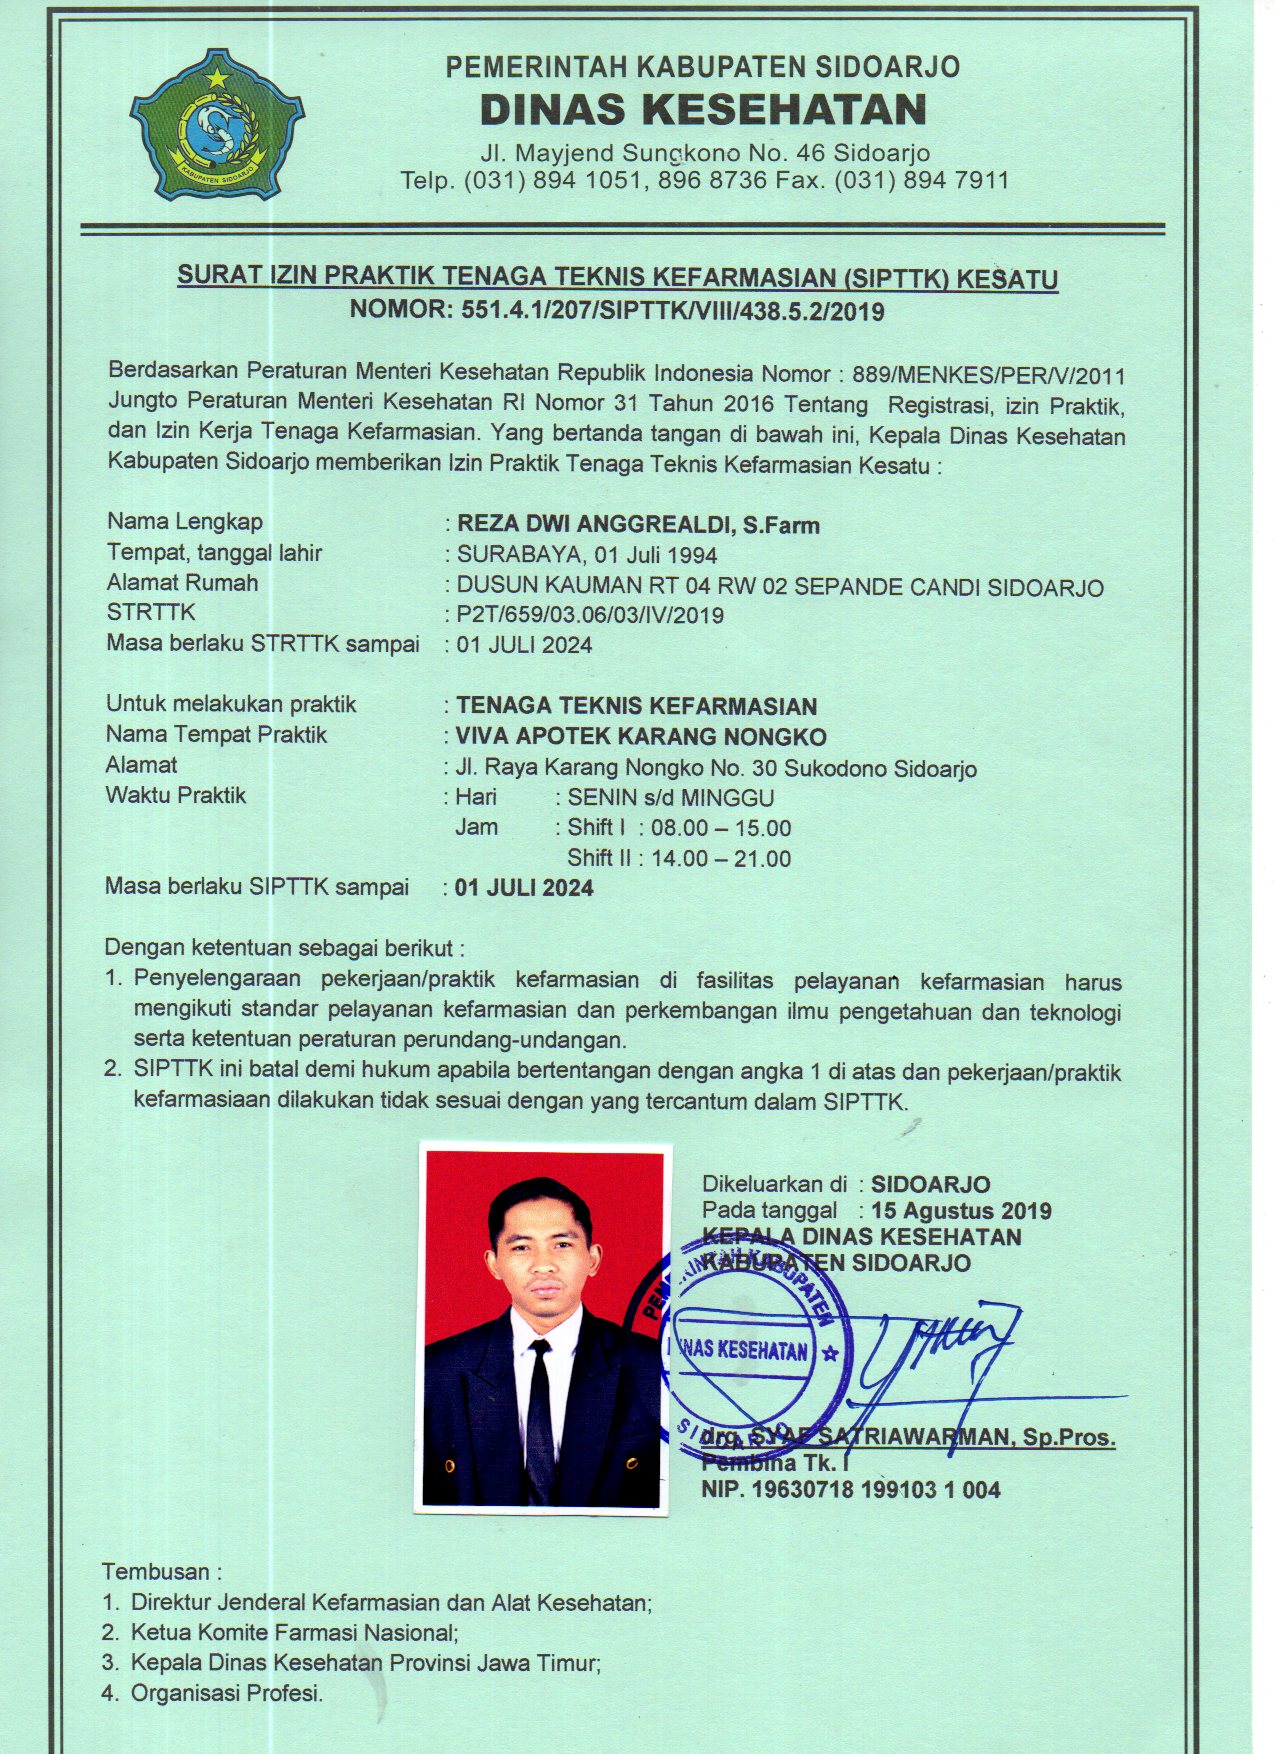 PEMERINTAH KABUPATEN SIDOARJO
DINAS KESEHATAN
Jl. Mayjend Sungkono No. 46 Sidoarjo
Telp. (031) 894 1051, 896 8736 Fax. (031) 894 7911
KABUPATEN SIDOARJO
SURAT IZIN PRAKTIK TENAGA TEKNIS KEFARMASIAN (SIPTTK) KESATU
NOMOR: 551.4.1/207/SIPTTK/VIII/438.5.2/2019
Berdasarkan Peraturan Menteri Kesehatan Republik Indonesia Nomor : 889/MENKES/PER/V/2011
Jungto Peraturan Menteri Kesehatan RI Nomor 31 Tahun 2016 Tentang Registrasi, izin Praktik,
dan Izin Kerja Tenaga Kefarmasian. Yang bertanda tangan di bawah ini, Kepala Dinas Kesehatan
Kabupaten Sidoarjo memberikan Izin Praktik Tenaga Teknis Kefarmasian Kesatu :
Nama Lengkap : REZA DWI ANGGREALDI, S.Farm
Tempat, tanggal lahir : SURABAYA, 01 Juli 1994
Alamat Rumah : DUSUN KAUMAN RT 04 RW 02 SEPANDE CANDI SIDOARJO
STRTTK : P2T/659/03.06/03/IV/2019
Masa berlaku STRTTK sampai : 01 JULI 2024
Untuk melakukan praktik : TENAGA TEKNIS KEFARMASIAN
Nama Tempat Praktik : VIVA APOTEK KARANG NONGKO
Alamat : Jl. Raya Karang Nongko No. 30 Sukodono Sidoarjo
Waktu Praktik : Hari : SENIN s/d MINGGU
Jam : Shift I : 08.00 – 15.00
Shift II : 14.00 – 21.00
Masa berlaku SIPTTK sampai : 01 JULI 2024
Dengan ketentuan sebagai berikut :
1. Penyelengaraan pekerjaan/praktik kefarmasian di fasilitas pelayanan kefarmasian harus
mengikuti standar pelayanan kefarmasian dan perkembangan ilmu pengetahuan dan teknologi
serta ketentuan peraturan perundang-undangan.
2. SIPTTK ini batal demi hukum apabila bertentangan dengan angka 1 di atas dan pekerjaan/praktik
kefarmasiaan dilakukan tidak sesuai dengan yang tercantum dalam SIPTTK.
Dikeluarkan di : SIDOARJO
Pada tanggal : 15 Agustus 2019
KEPALA DINAS KESEHATAN
KABUPATEN SIDOARJO
KABUPATEN
KESEHATAN
SIDOARJO
drg. SYAF SATRIAWARMAN, Sp.Pros.
Pembina Tk. I
NIP. 19630718 199103 1 004
Tembusan :
1. Direktur Jenderal Kefarmasian dan Alat Kesehatan;
2. Ketua Komite Farmasi Nasional;
3. Kepala Dinas Kesehatan Provinsi Jawa Timur;
4. Organisasi Profesi.